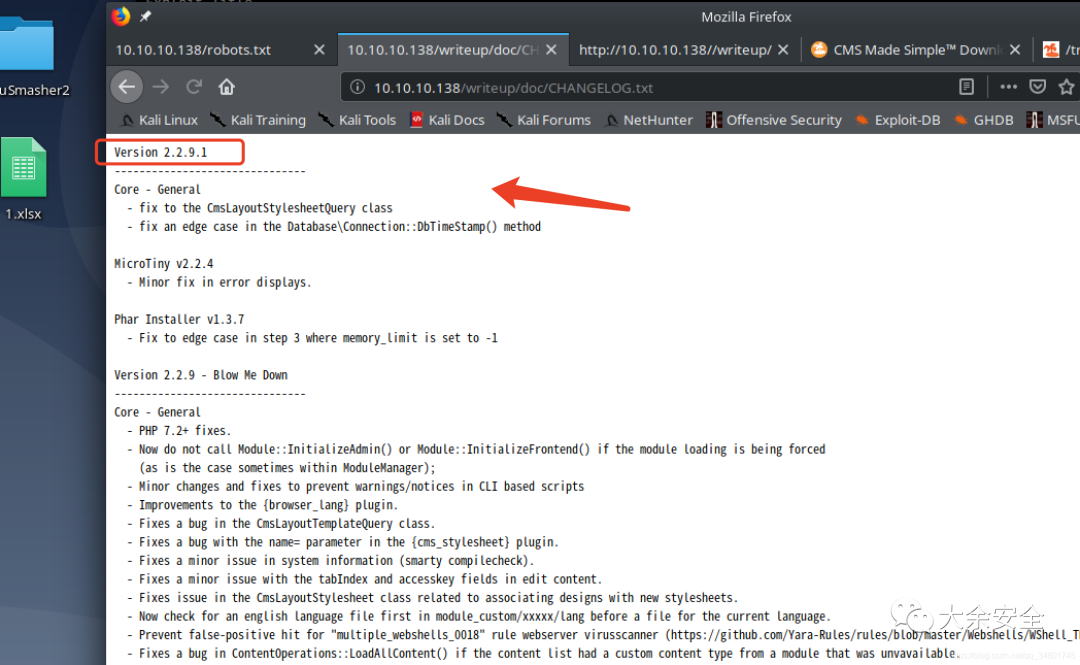 Mozilla Firefox
10.10.10.138/robots.txt
10.10.10.138/writeup/doc/CH
http://10.10.10.138//writeup/
CMS Made Simple™ Downl
/tr
10.10.10.138/writeup/doc/CHANGELOG.txt
Kali Linux
Kali Training
Kali Tools
Kali Docs
Kali Forums
NetHunter
Offensive Security
Exploit-DB
GHDB
MSFU
uSmasher2
1.xlsx
Version 2.2.9.1
-------------------------------
Core - General
- fix to the CmsLayoutStylesheetQuery class
- fix an edge case in the Database\Connection::DbTimeStamp() method
MicroTiny v2.2.4
- Minor fix in error displays.
Phar Installer v1.3.7
- Fix to edge case in step 3 where memory_limit is set to -1
Version 2.2.9 - Blow Me Down
-------------------------------
Core - General
- PHP 7.2+ fixes.
- Now do not call Module::InitializeAdmin() or Module::InitializeFrontend() if the module loading is being forced
(as is the case sometimes within ModuleManager);
- Minor changes and fixes to prevent warnings/notices in CLI based scripts
- Improvements to the {browser_lang} plugin.
- Fixes a bug in the CmsLayoutTemplateQuery class.
- Fixes a bug with the name= parameter in the {cms_stylesheet} plugin.
- Fixes a minor issue in system information (smarty compilecheck).
- Fixes a minor issue with the tabIndex and accesskey fields in edit content.
- Fixes issue in the CmsLayoutStylesheet class related to associating designs with new stylesheets.
- Now check for an english language file first in module_custom/xxxxx/lang before a file for the current language.
- Prevent false-positive hit for "multiple_webshells_0018" rule webserver virusscanner (https://github.com/Yara-Rules/rules/blob/master/Webshells/WShell_T
- Fixes a bug in ContentOperations::LoadAllContent() if the content list had a custom content type from a module that was unavailable.
大余安全